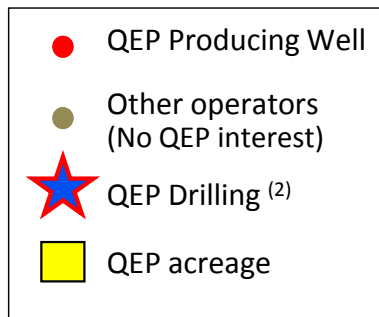 QEP Producing Well
Other operators
(No QEP interest)
QEP Drilling (2)
QEP acreage